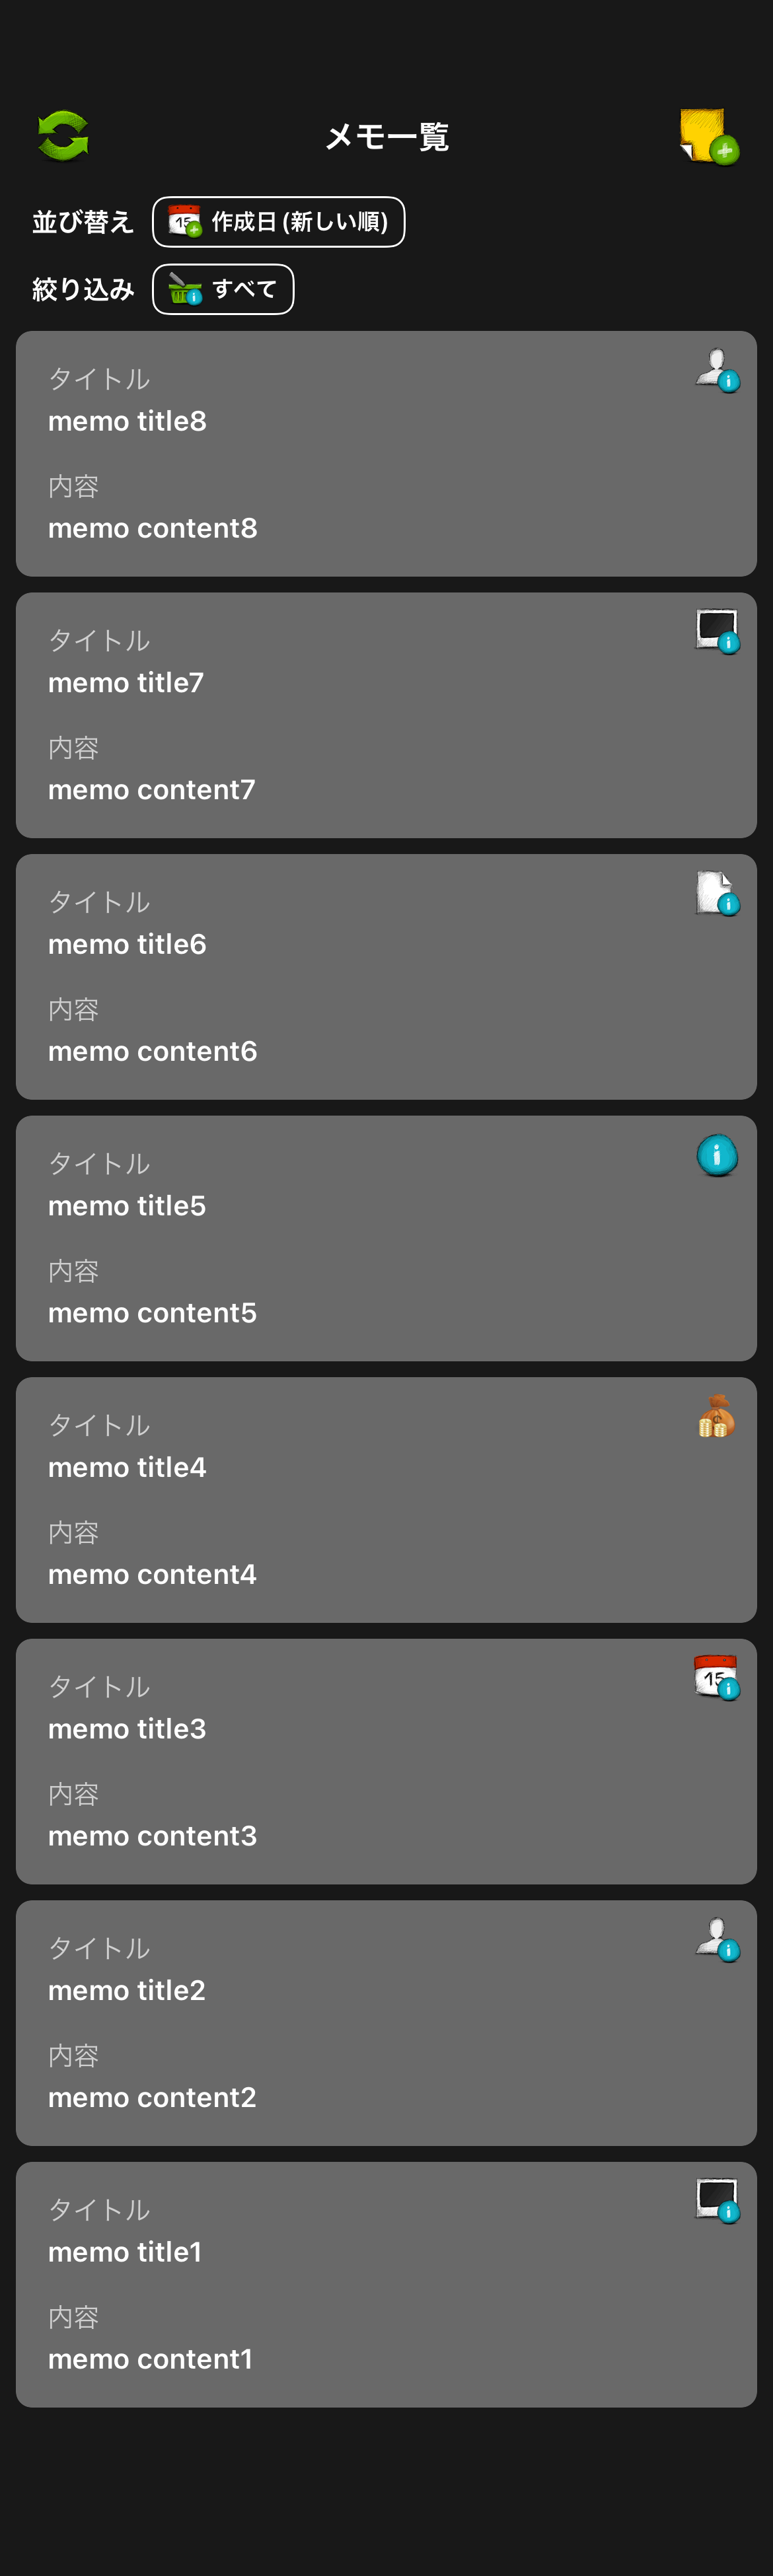 メモ一覧
並び替え 15 作成日 (新しい順)
絞り込み すべて
タイトル
memo title8
内容
memo content8
タイトル
memo title7
内容
memo content7
タイトル
memo title6
内容
memo content6
タイトル
memo title5
内容
memo content5
タイトル
memo title4
内容
memo content4
タイトル
15
memo title3
内容
memo content3
タイトル
memo title2
内容
memo content2
タイトル
memo title1
内容
memo content1